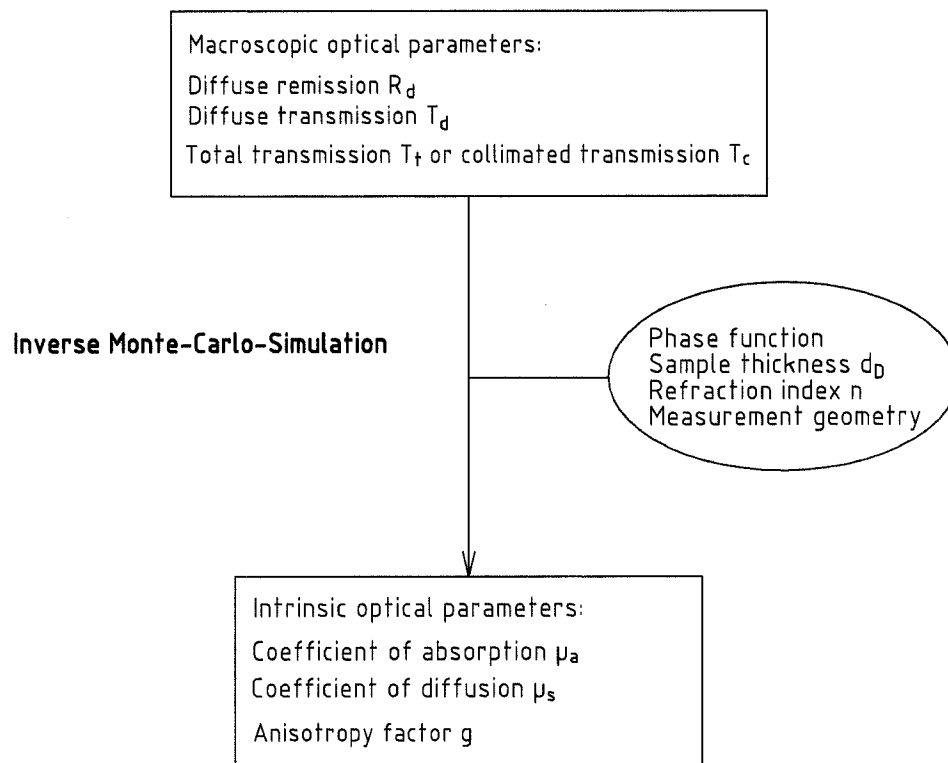 Macroscopic optical parameters:
Diffuse remission Rd
Diffuse transmission Td
Total transmission Tt or collimated transmission Tc
Inverse Monte-Carlo-Simulation
Phase function
Sample thickness dD
Refraction index n
Measurement geometry
Intrinsic optical parameters:
Coefficient of absorption μa
Coefficient of diffusion μs
Anisotropy factor g